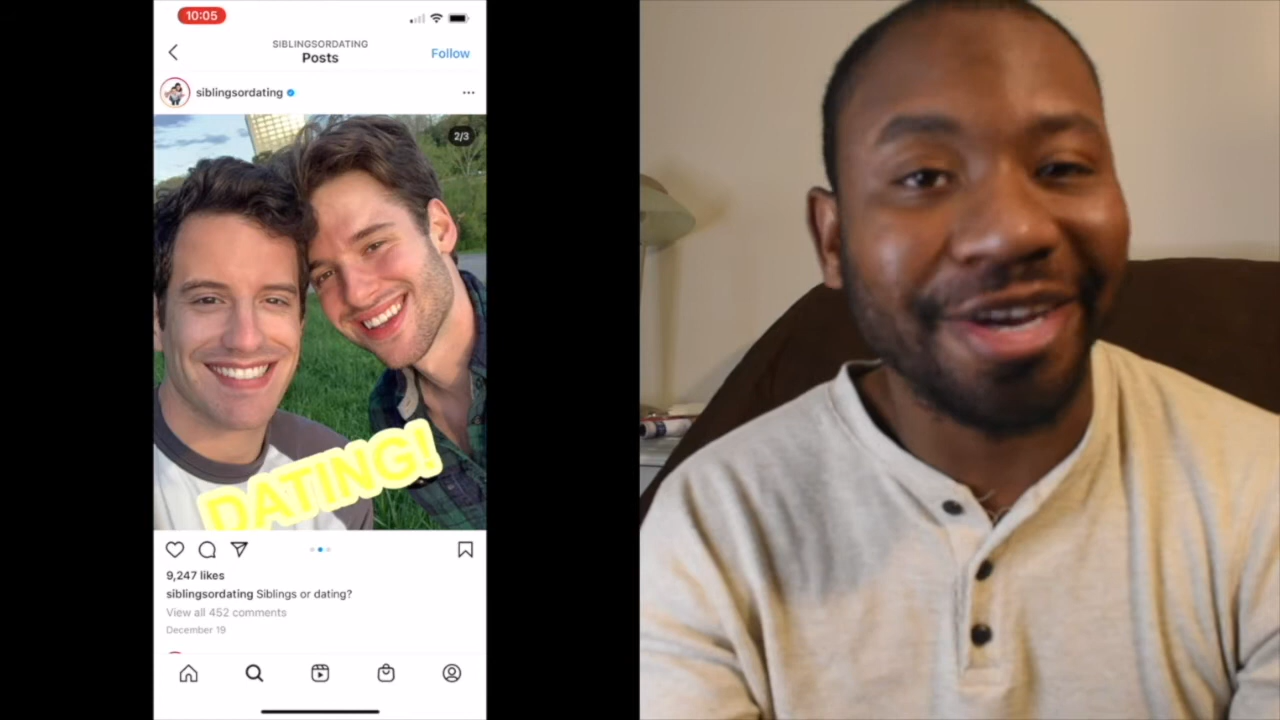 10:05
SIBLINGSORDATING
Posts
Follow
siblingsordating
2/3
DATING!
9,247 likes
siblingsordating Siblings or dating?
View all 452 comments
December 19